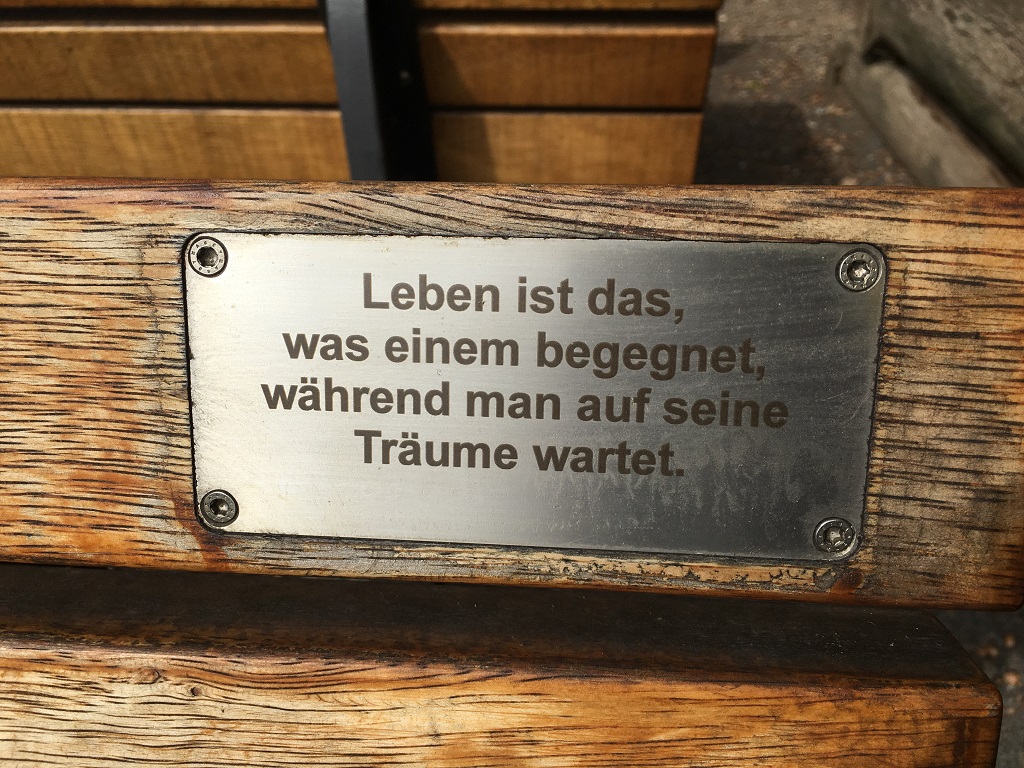 Leben ist das,
was einem begegnet,
während man auf seine
Träume wartet.